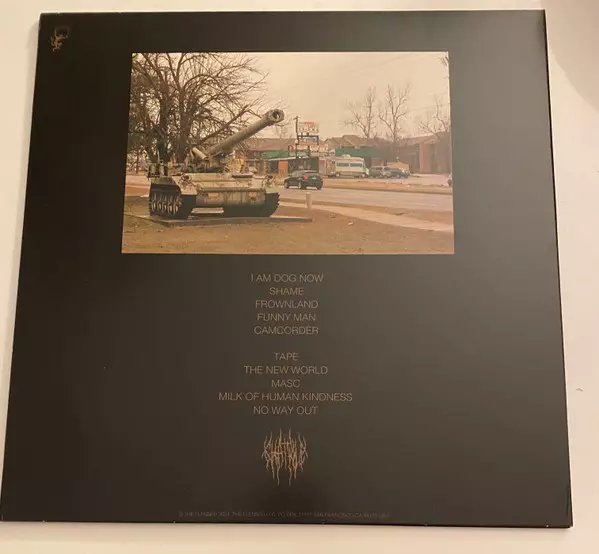 I AM DOG NOW
SHAME
FROWNLAND
FUNNY MAN
CAMCORDER
TAPE
THE NEW WORLD
MASC
MILK OF HUMAN KINDNESS
NO WAY OUT